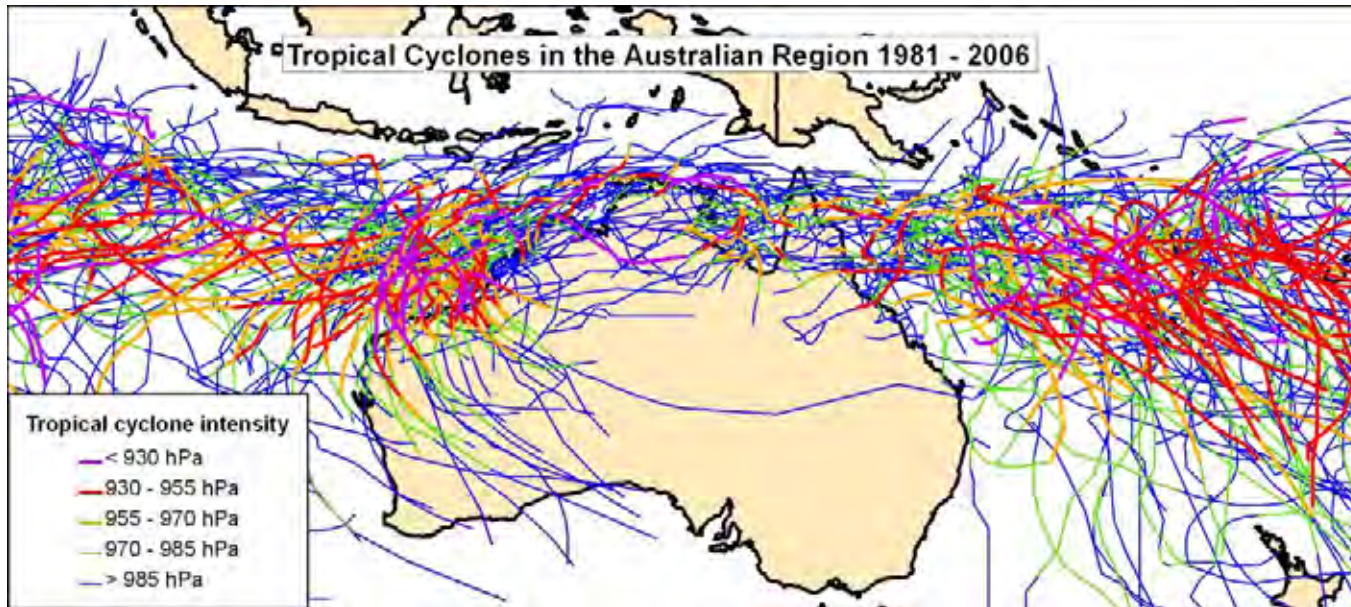 Tropical Cyclones in the Australian Region 1981 - 2006
Tropical cyclone intensity
< 930 hPa
930 - 955 hPa
955 - 970 hPa
970 - 985 hPa
> 985 hPa